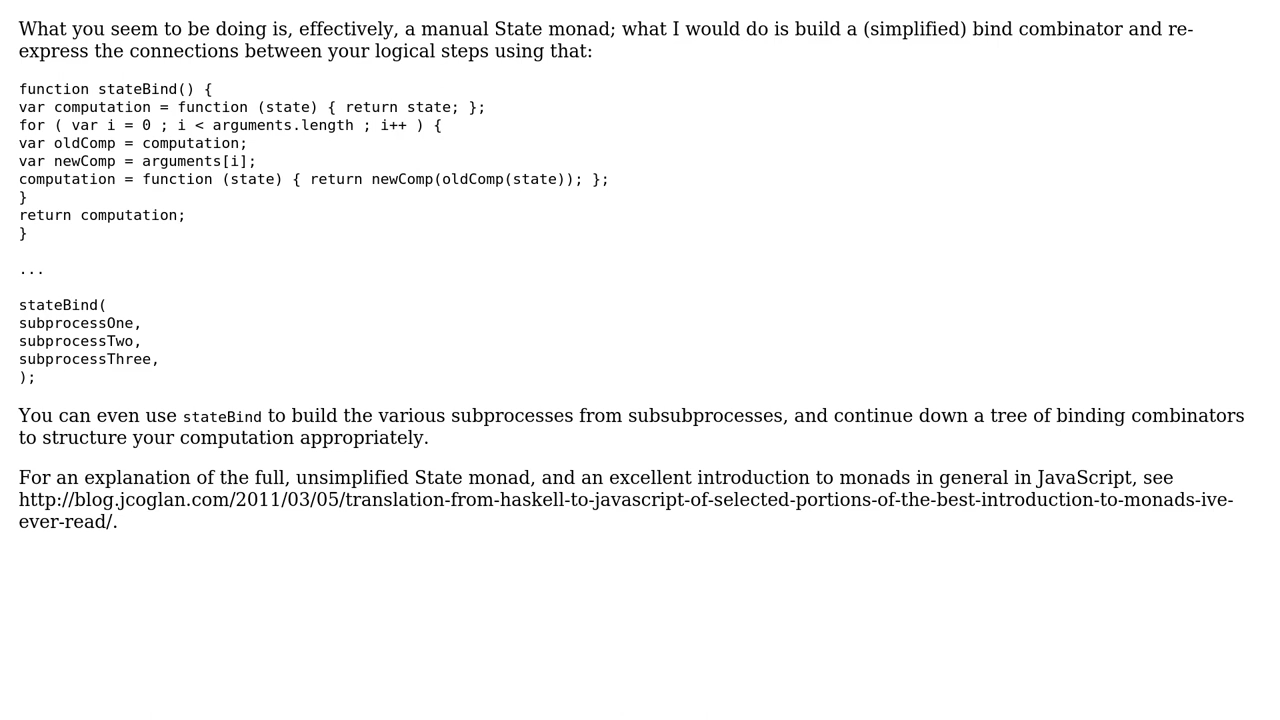 What you seem to be doing is, effectively, a manual State monad; what I would do is build a (simplified) bind combinator and re-
express the connections between your logical steps using that:
function stateBind() {
var computation = function (state) { return state; };
for ( var i = 0 ; i < arguments.length ; i++ ) {
var oldComp = computation;
var newComp = arguments[i];
computation = function (state) { return newComp(oldComp(state)); };
}
return computation;
}
...
stateBind(
subprocessOne,
subprocessTwo,
subprocessThree,
);
You can even use stateBind to build the various subprocesses from subsubprocesses, and continue down a tree of binding combinators
to structure your computation appropriately.
For an explanation of the full, unsimplified State monad, and an excellent introduction to monads in general in JavaScript, see
http://blog.jcoglan.com/2011/03/05/translation-from-haskell-to-javascript-of-selected-portions-of-the-best-introduction-to-monads-ive-
ever-read/.